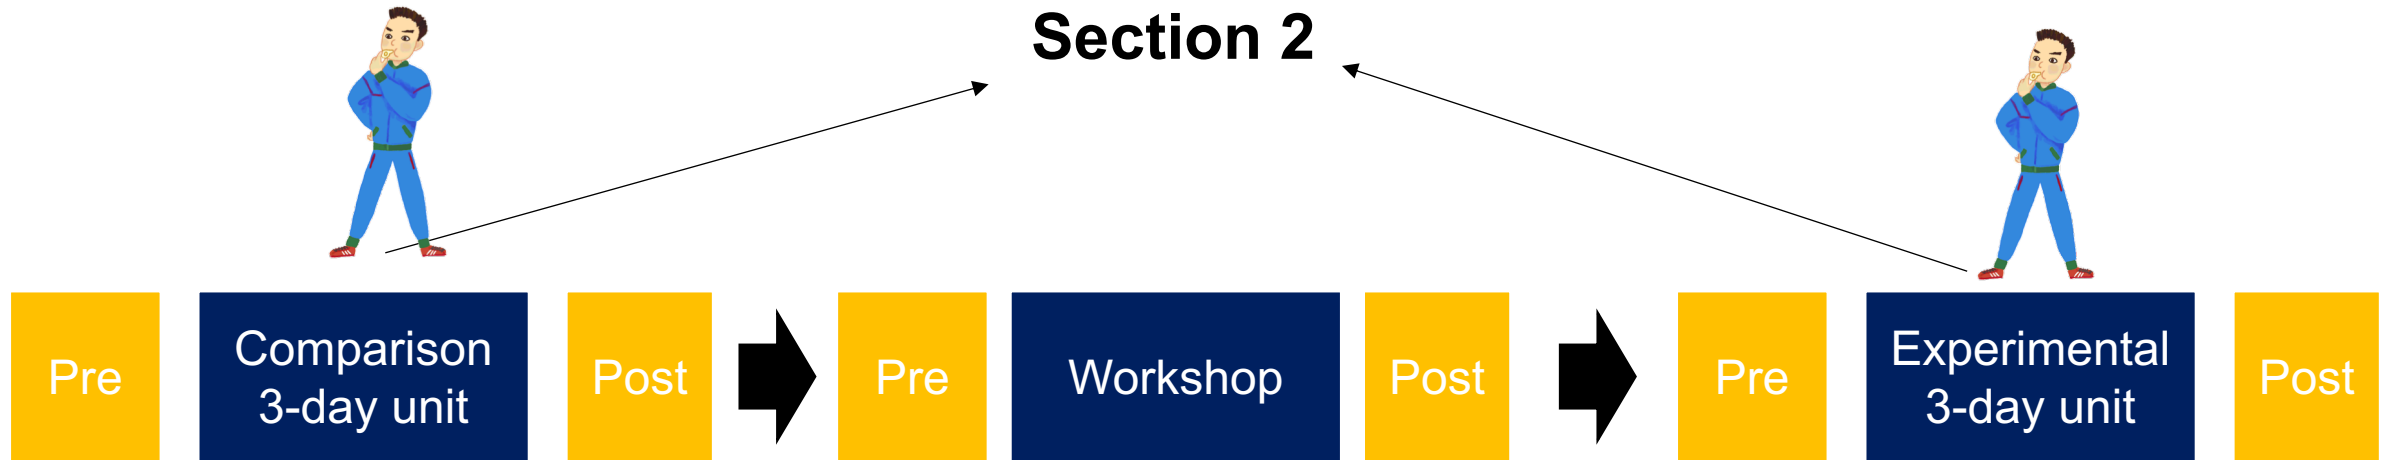 Section 2
Pre
Comparison
3-day unit
Post
Pre
Workshop
Post
Pre
Experimental
3-day unit
Post